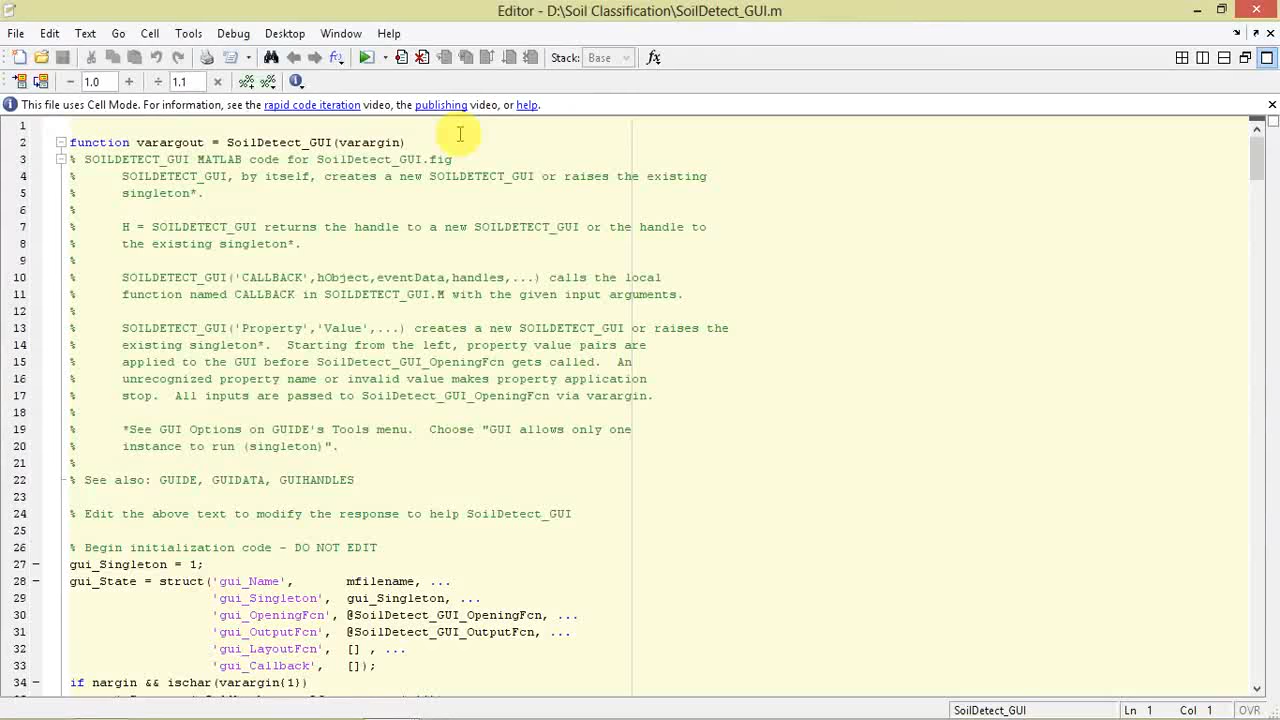 Editor - D:\Soil Classification\SoilDetect_GUI.m
File Edit Text Go Cell Tools Debug Desktop Window Help
Stack: Base fx
1.0 1.1
This file uses Cell Mode. For information, see the rapid code iteration video, the publishing video, or help.
1
2 function varargout = SoilDetect_GUI(varargin)
3 % SOILDETECT_GUI MATLAB code for SoilDetect_GUI.fig
4 % SOILDETECT_GUI, by itself, creates a new SOILDETECT_GUI or raises the existing
5 % singleton*.
6 %
7 % H = SOILDETECT_GUI returns the handle to a new SOILDETECT_GUI or the handle to
8 % the existing singleton*.
9 %
10 % SOILDETECT_GUI('CALLBACK',hObject,eventData,handles,...) calls the local
11 % function named CALLBACK in SOILDETECT_GUI.M with the given input arguments.
12 %
13 % SOILDETECT_GUI('Property','Value',...) creates a new SOILDETECT_GUI or raises the
14 % existing singleton*. Starting from the left, property value pairs are
15 % applied to the GUI before SoilDetect_GUI_OpeningFcn gets called. An
16 % unrecognized property name or invalid value makes property application
17 % stop. All inputs are passed to SoilDetect_GUI_OpeningFcn via varargin.
18 %
19 % *See GUI Options on GUIDE's Tools menu. Choose "GUI allows only one
20 % instance to run (singleton)".
21 %
22 % See also: GUIDE, GUIDATA, GUIHANDLES
23
24 % Edit the above text to modify the response to help SoilDetect_GUI
25
26 % Begin initialization code - DO NOT EDIT
27 gui_Singleton = 1;
28 gui_State = struct('gui_Name', mfilename, ...
29 'gui_Singleton', gui_Singleton, ...
30 'gui_OpeningFcn', @SoilDetect_GUI_OpeningFcn, ...
31 'gui_OutputFcn', @SoilDetect_GUI_OutputFcn, ...
32 'gui_LayoutFcn', [] , ...
33 'gui_Callback', []);
34 if nargin && ischar(varargin{1})
SoilDetect_GUI Ln 1 Col 1 OVR